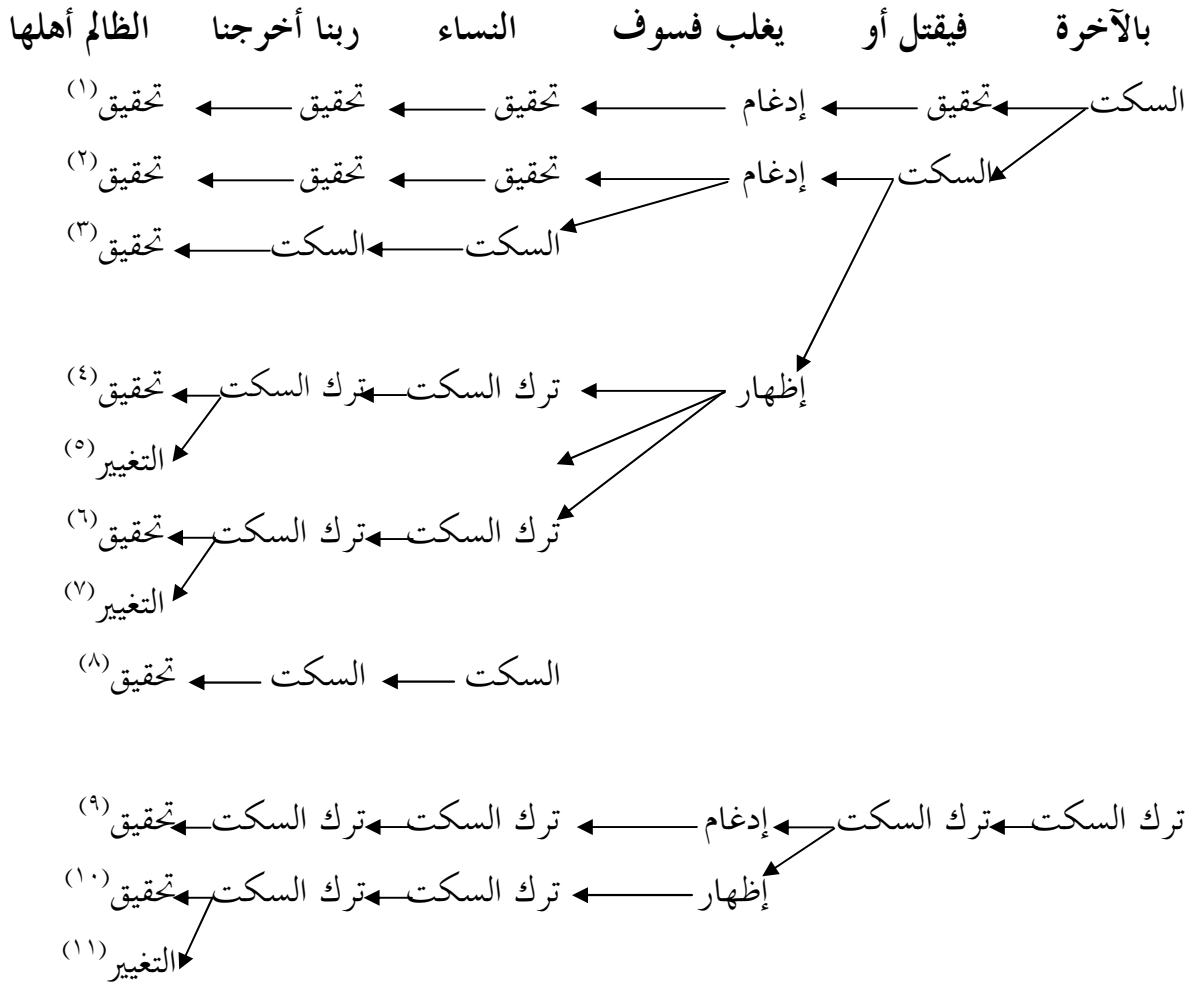 بالآخرة فيقتل أو يغلب فسوف النساء ربنا أخرجنا الظالم أهلها
السكت تحقيق إدغام تحقيق تحقيق تحقيق(١)
السكت إدغام تحقيق تحقيق تحقيق(٢)
السكت السكت تحقيق(٣)
إظهار ترك السكت ترك السكت تحقيق(٤)
التغيير(٥)
ترك السكت ترك السكت تحقيق(٦)
التغيير(٧)
السكت السكت تحقيق(٨)
ترك السكت ترك السكت إدغام ترك السكت ترك السكت تحقيق(٩)
إظهار ترك السكت ترك السكت تحقيق(١٠)
التغيير(١١)